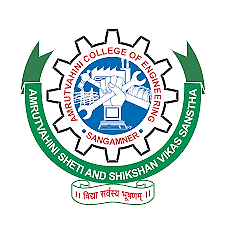 AMRUTVAHINI COLLEGE OF ENGINEERING
SANGAMNER
AMRUTVAHINI SHETI AND SHIKSHAN VIKAS SANSTHA
॥ विद्या सर्वस्य भूषणम् ॥